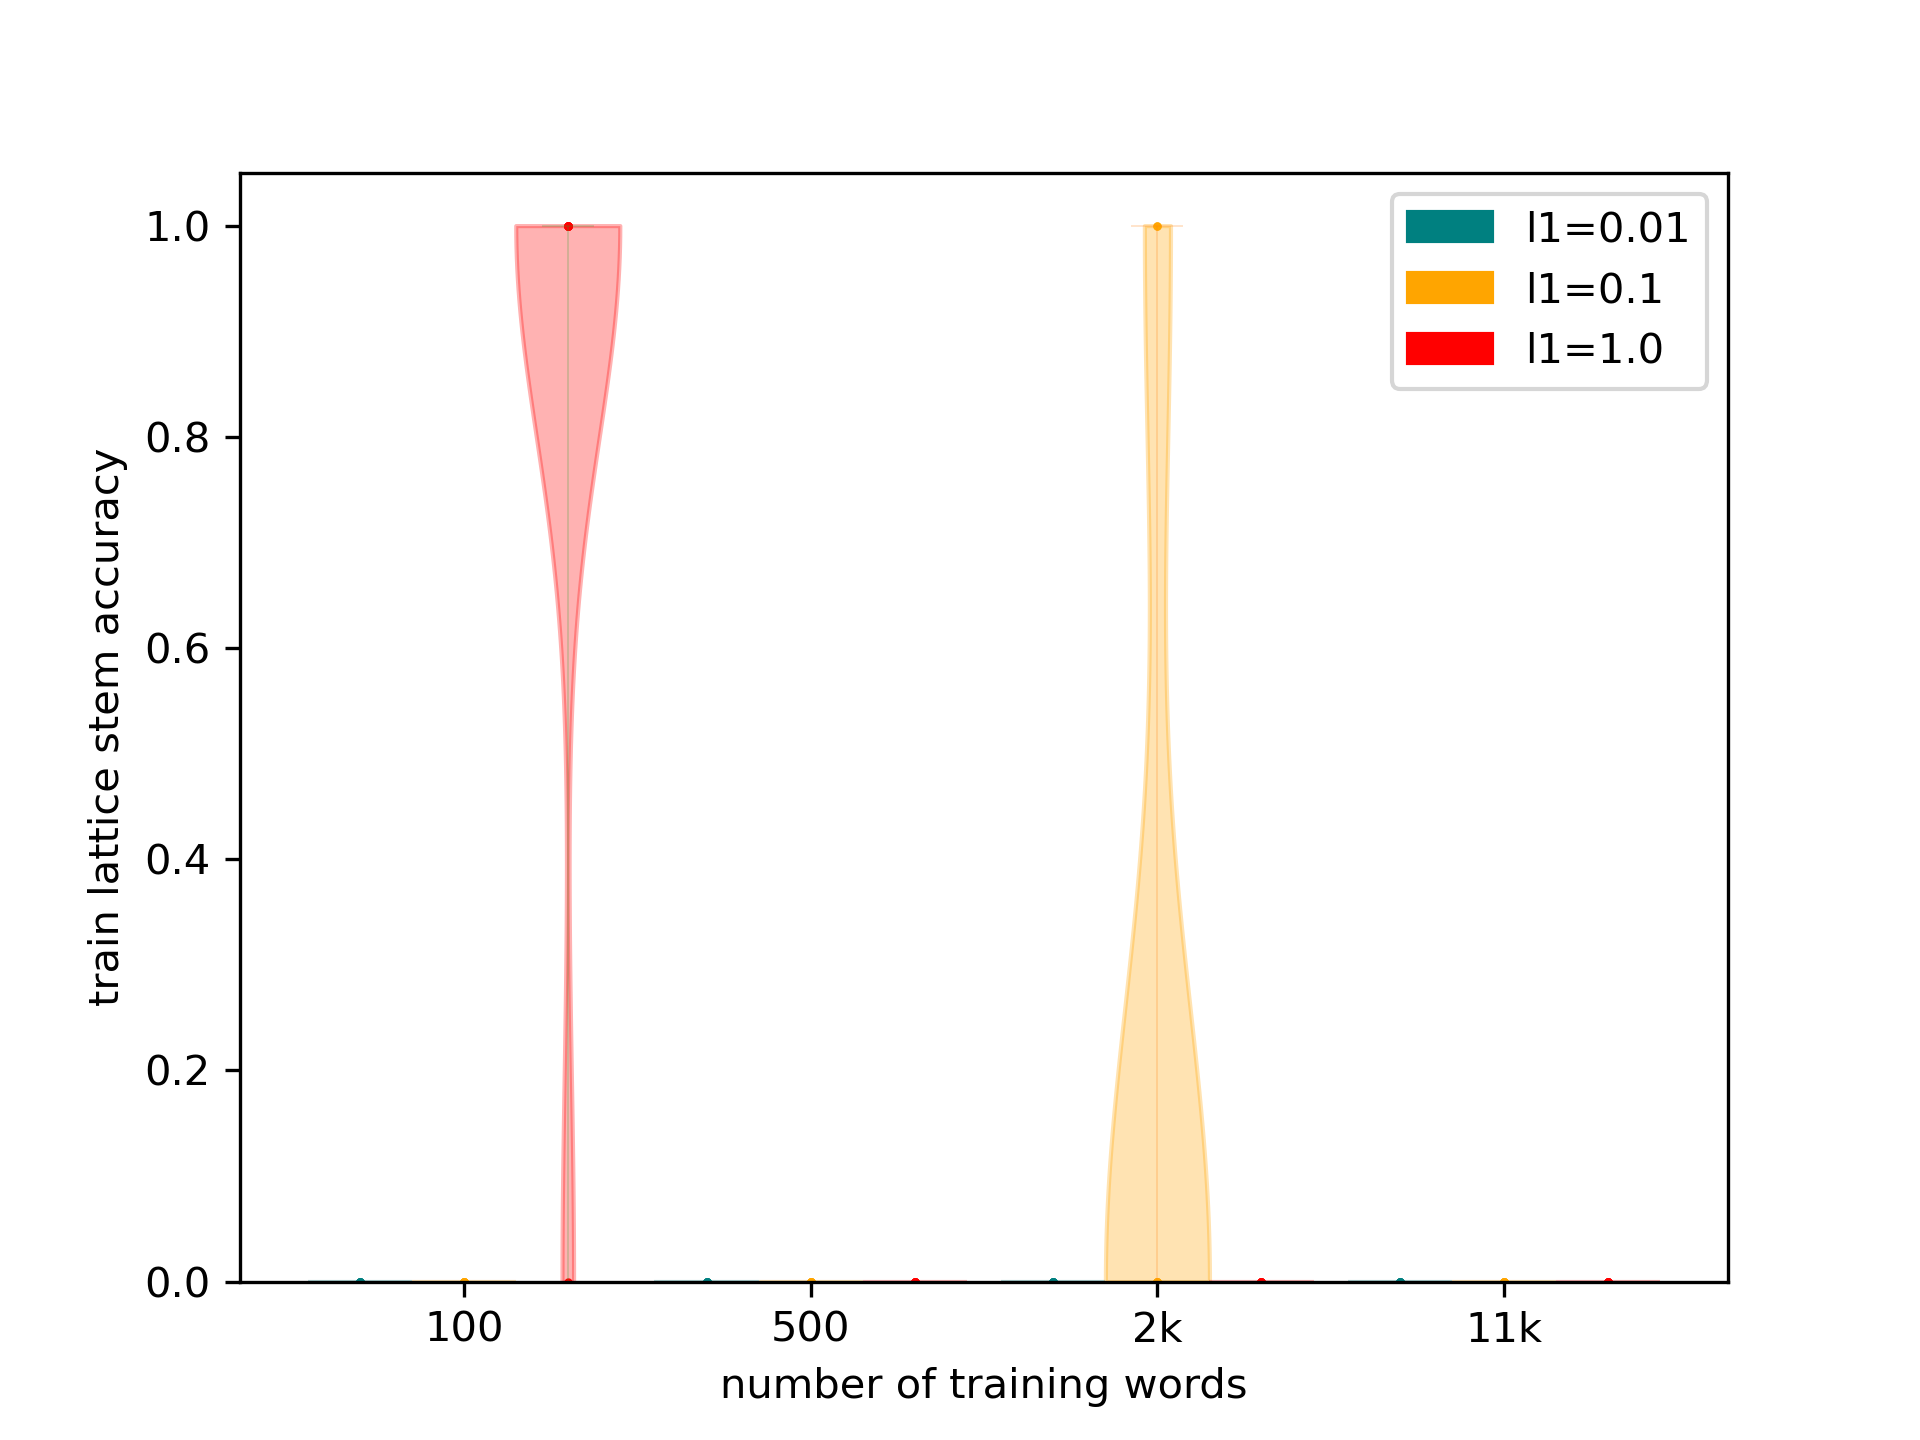 l1=0.01
l1=0.1
l1=1.0
train lattice stem accuracy
1.0
0.8
0.6
0.4
0.2
0.0
100 500 2k 11k
number of training words